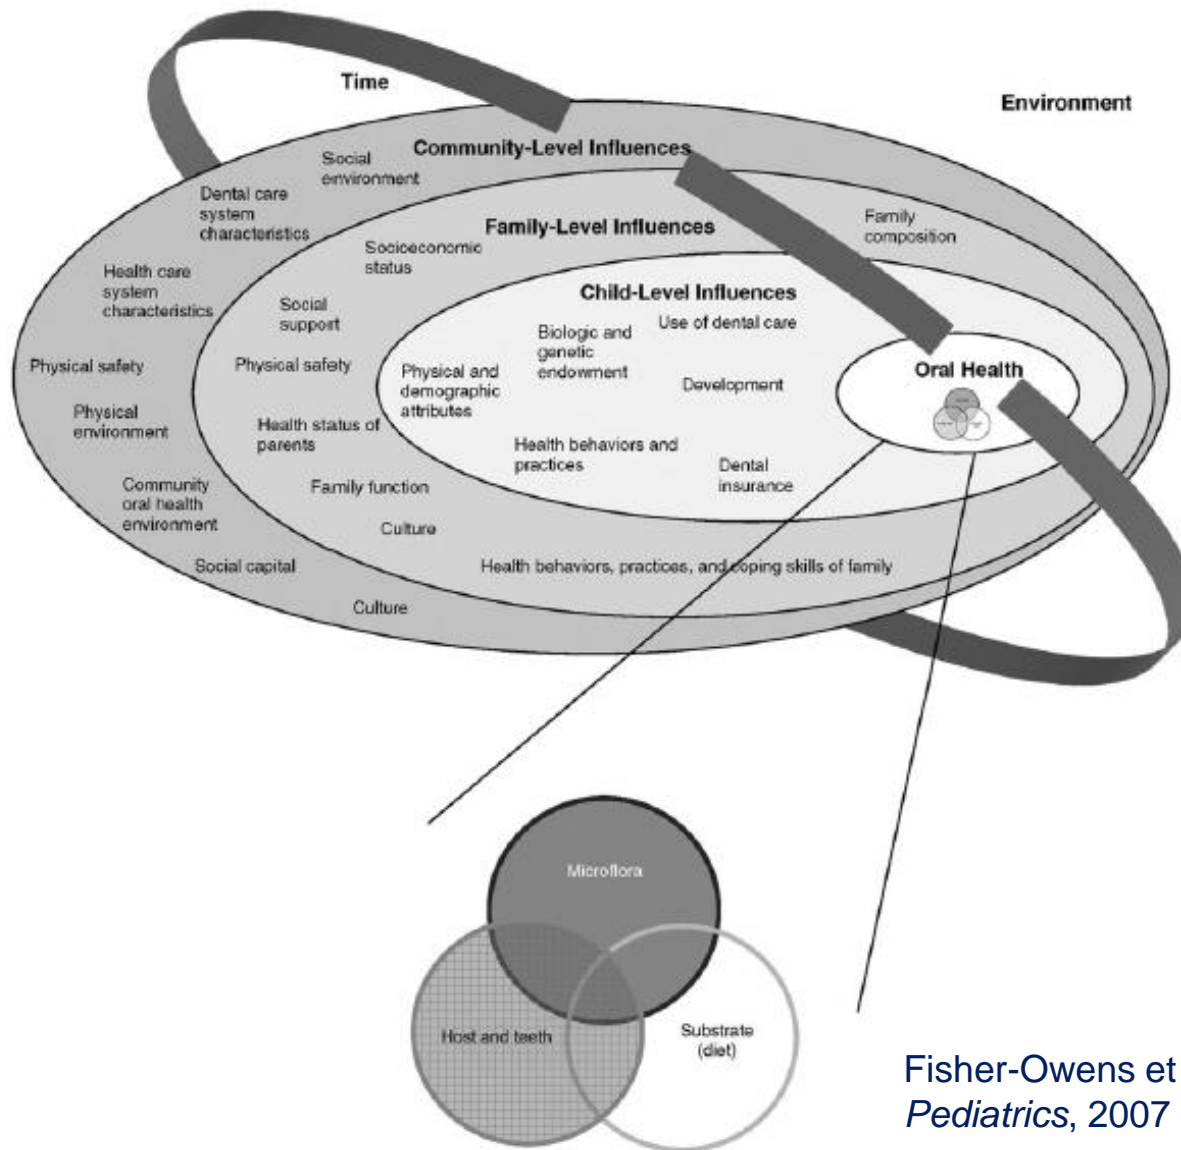 Time
Environment
Community-Level Influences
Social
environment
Dental care
system
characteristics
Health care
system
characteristics
Physical safety
Physical
environment
Community
oral health
environment
Social capital
Culture
Family-Level Influences
Family
composition
Socioeconomic
status
Social
support
Physical safety
Health status of
parents
Family function
Culture
Health behaviors, practices, and coping skills of family
Child-Level Influences
Use of dental care
Biologic and
genetic
endowment
Physical and
demographic
attributes
Development
Health behaviors and
practices
Dental
insurance
Oral Health
Microflora
Host and teeth
Substrate
(diet)
Fisher-Owens et
Pediatrics, 2007